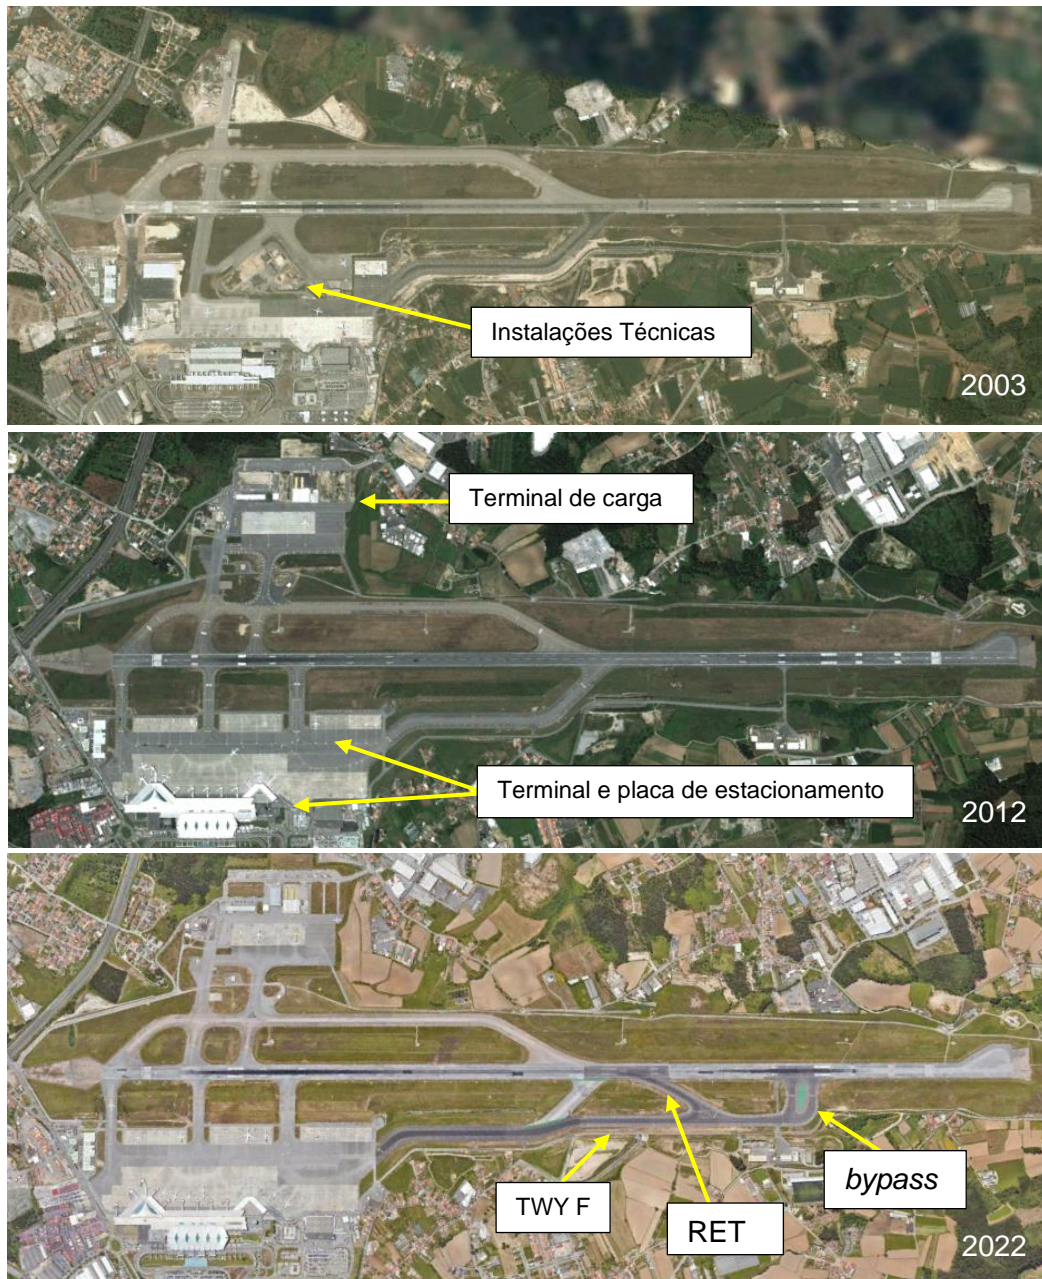 Instalações Técnicas
2003
Terminal de carga
Terminal e placa de estacionamento
2012
bypass
TWY F
RET
2022